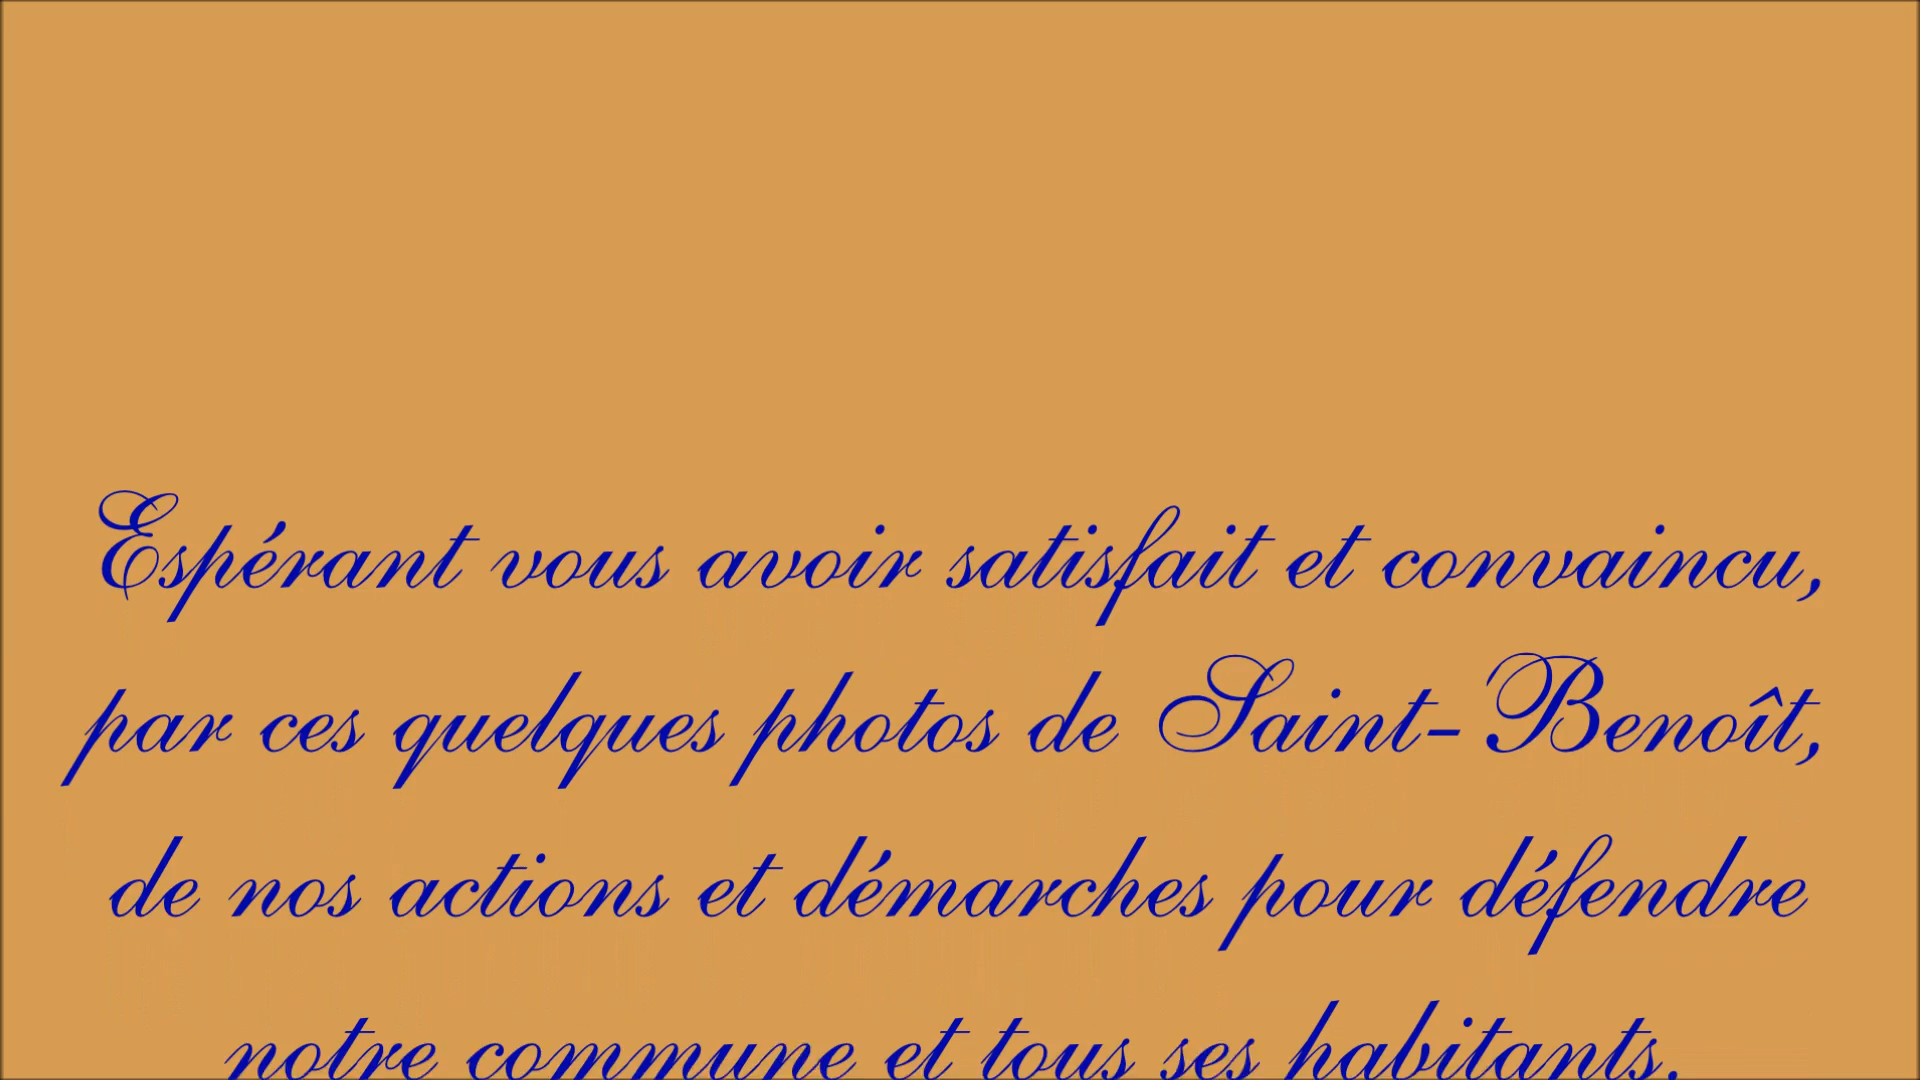 Espérant vous avoir satisfait et convaincu,
par ces quelques photos de Saint-Benoît,
de nos actions et démarches pour défendre
notre commune et tous ses habitants.